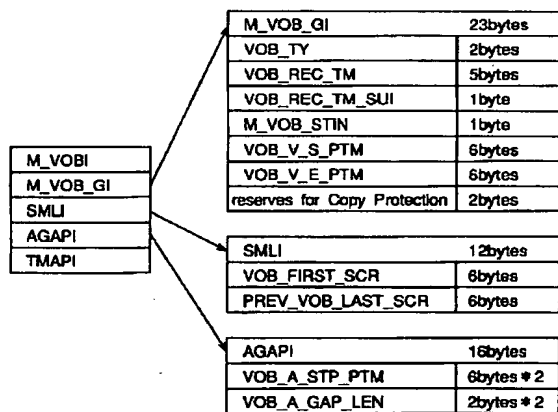 M_VOB_GI 23bytes
VOB_TY 2bytes
VOB_REC_TM 5bytes
VOB_REC_TM_SUI 1byte
M_VOB_STIN 1byte
VOB_V_S_PTM 6bytes
VOB_V_E_PTM 6bytes
reserves for Copy Protection 2bytes
M_VOBI
M_VOB_GI
SMLI
AGAPI
TMAPI
SMLI 12bytes
VOB_FIRST_SCR 6bytes
PREV_VOB_LAST_SCR 6bytes
AGAPI 16bytes
VOB_A_STP_PTM 6bytes * 2
VOB_A_GAP_LEN 2bytes * 2